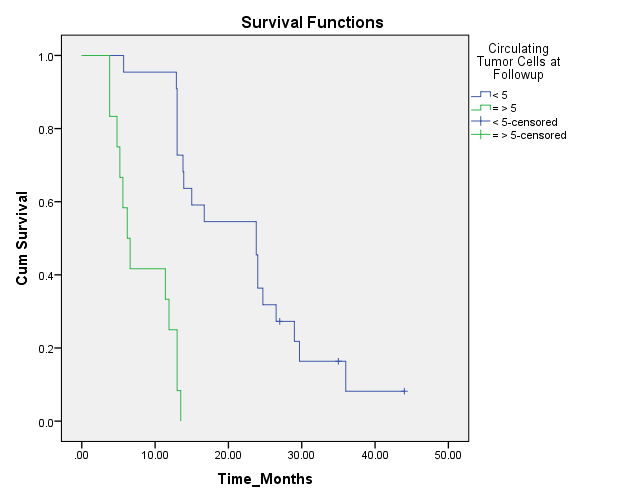 Survival Functions
Circulating
Tumor Cells at
Followup
< 5
= > 5
< 5-censored
= > 5-censored
Cum Survival
1.0
0.8
0.6
0.4
0.2
0.0
.00 10.00 20.00 30.00 40.00 50.00
Time_Months